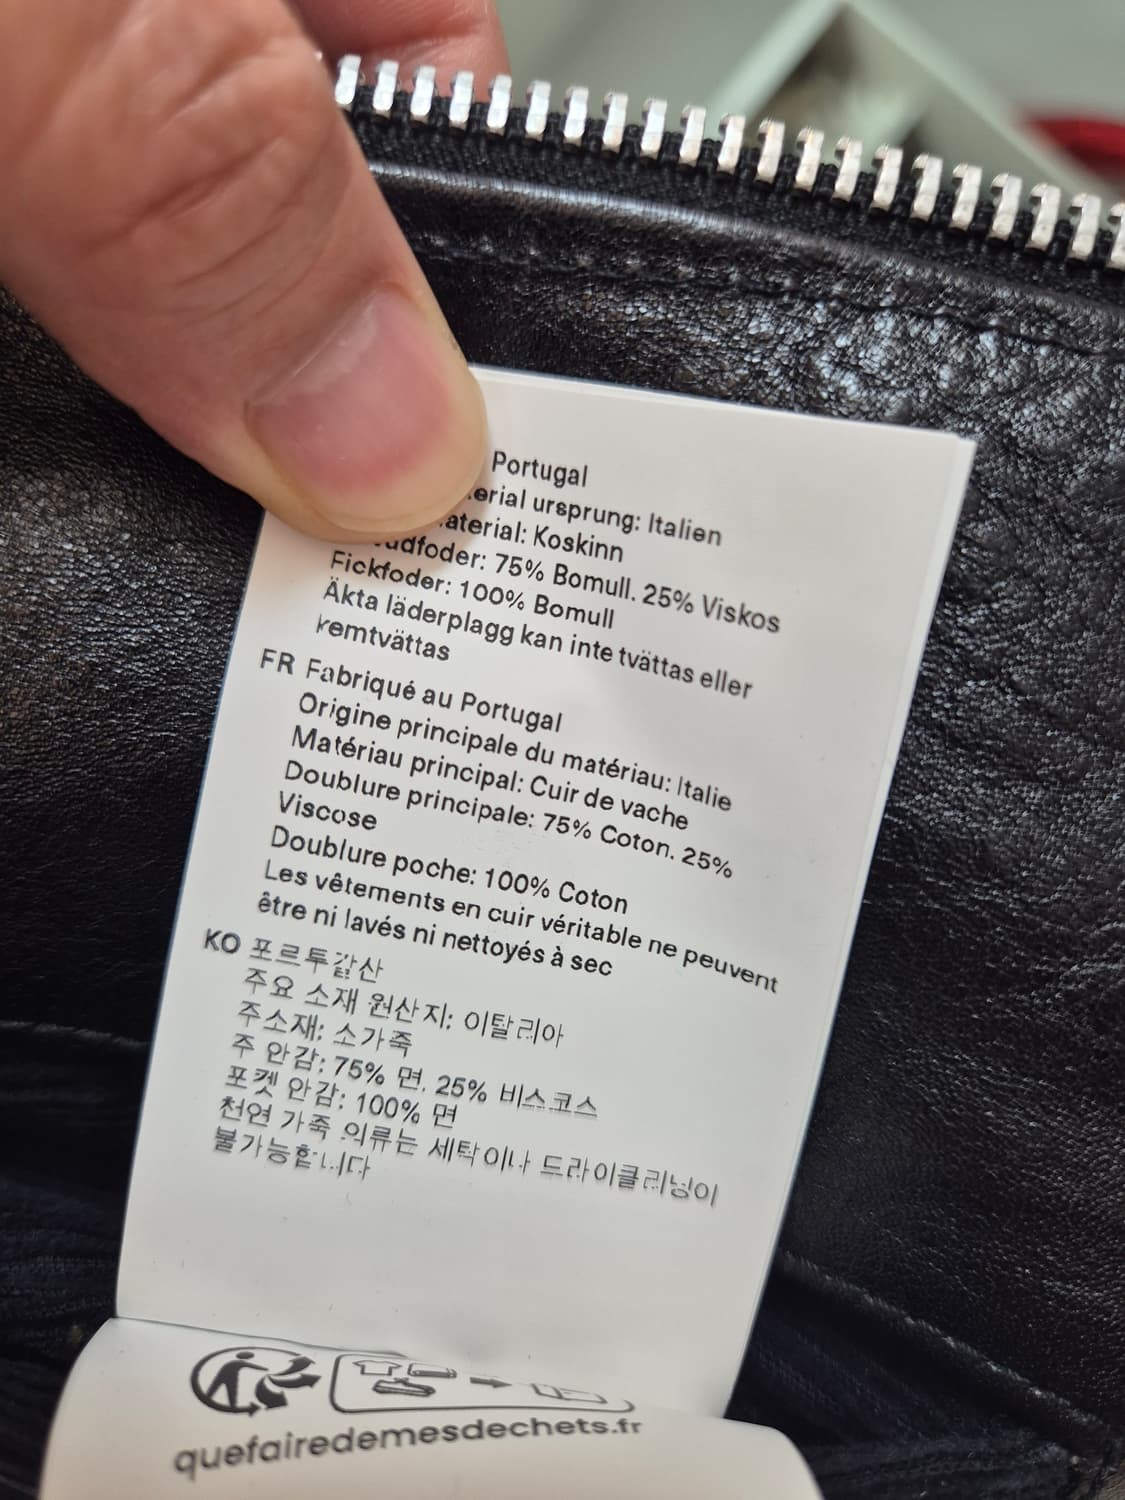 Portugal
ursprung: Italien
Koskinn
75% Bomull. 25% Viskos
Fickfoder: 100% Bomull
Äkta läderplagg kan inte tvättas eller
kemtvättas
FR Fabriqué au Portugal
Origine principale du matériau: Italie
Matériau principal: Cuir de vache
Doublure principale: 75% Coton. 25%
Viscose
Doublure poche: 100% Coton
Les vêtements en cuir véritable ne peuvent
être ni lavés ni nettoyés à sec
KO 포르투갈산
주요 소재 원산지: 이탈리아
주소재: 소가죽
주 안감: 75% 면. 25% 비스코스
포켓 안감: 100% 면
천연 가죽 의류는 세탁이나 드라이클리닝이
불가능합니다
quefairedemesdechets.fr